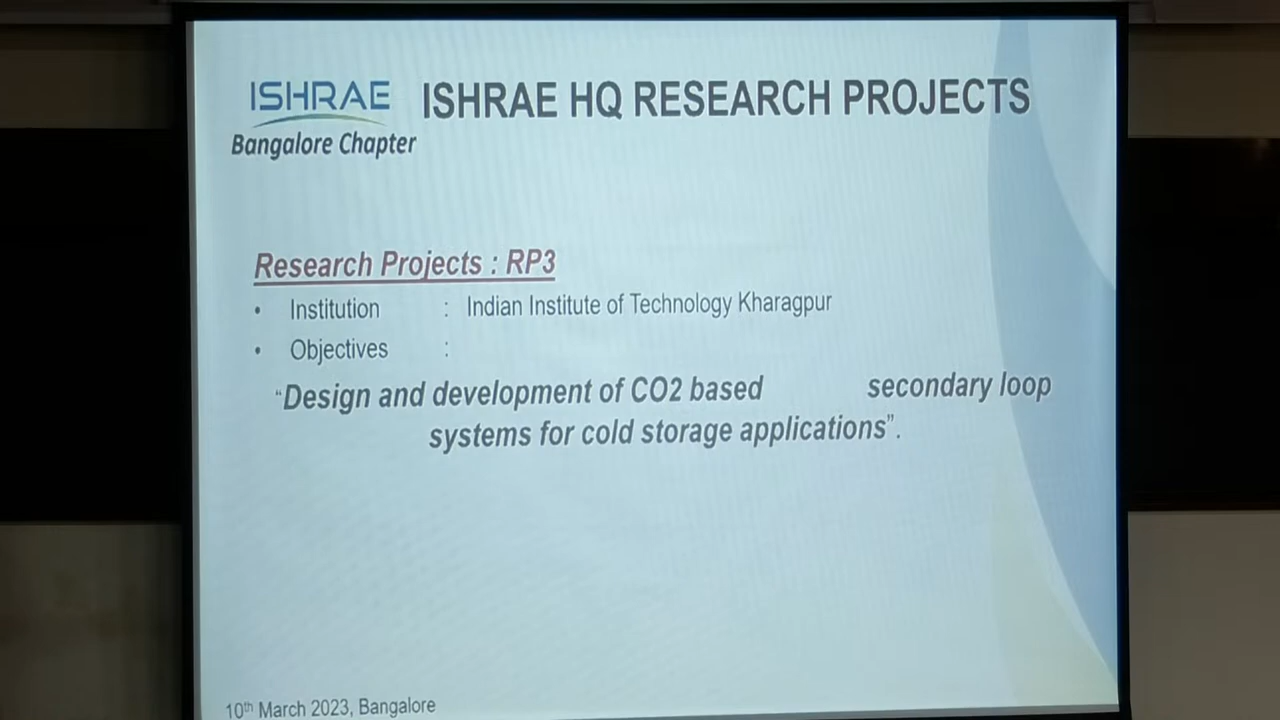 ISHRAE
Bangalore Chapter
ISHRAE HQ RESEARCH PROJECTS
Research Projects : RP3
• Institution : Indian Institute of Technology Kharagpur
• Objectives :
“Design and development of CO2 based secondary loop
systems for cold storage applications”.
10th March 2023, Bangalore